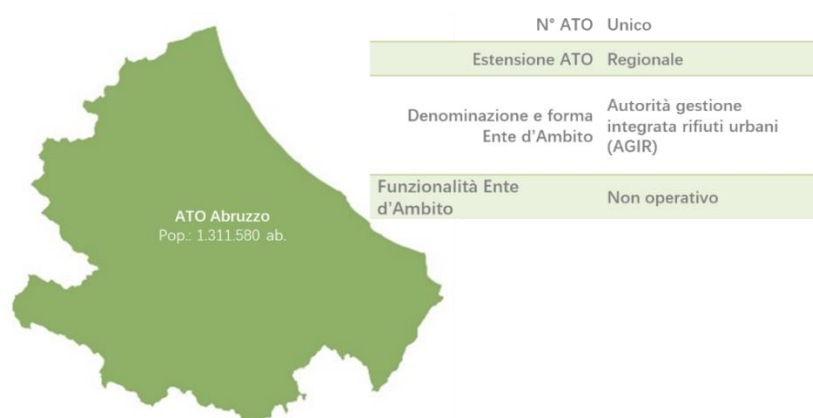 N° ATO Unico
Estensione ATO Regionale
Denominazione e forma
Ente d'Ambito
Autorità gestione
integrata rifiuti urbani
(AGIR)
Funzionalità Ente
d'Ambito
Non operativo
ATO Abruzzo
Pop.: 1.311.580 ab.